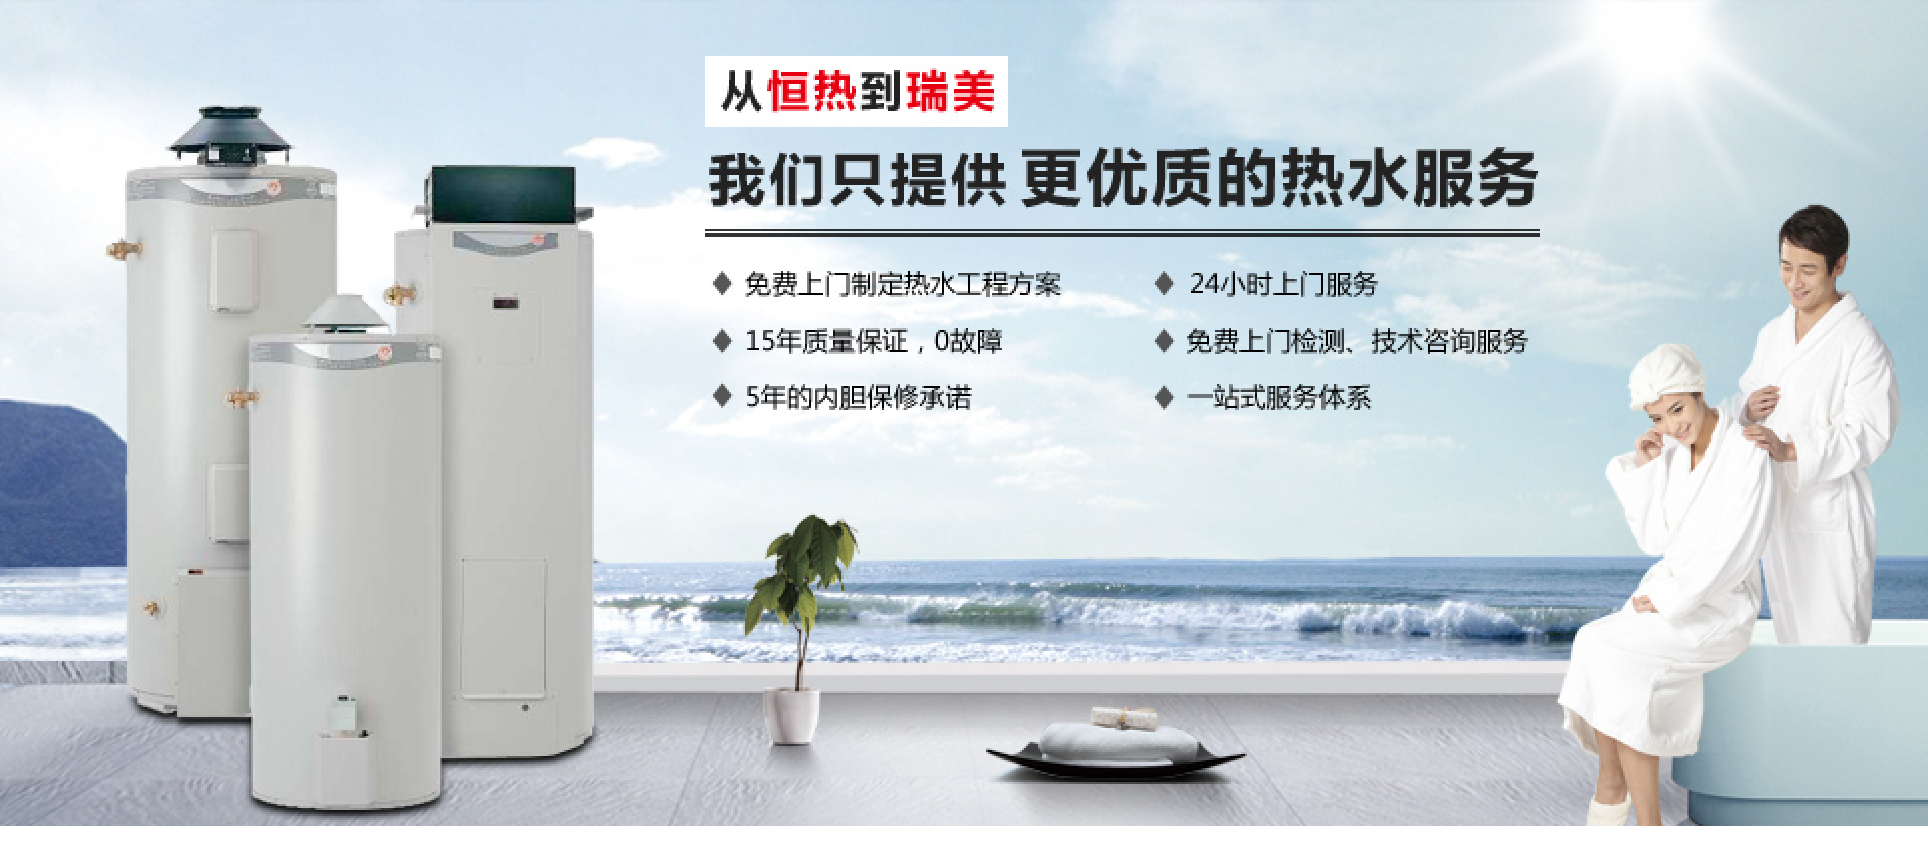 从恒热到瑞美
我们只提供 更优质的热水服务
◆ 免费上门制定热水工程方案
◆ 24小时上门服务
◆ 15年质量保证，0故障
◆ 免费上门检测、技术咨询服务
◆ 5年的内胆保修承诺
◆ 一站式服务体系